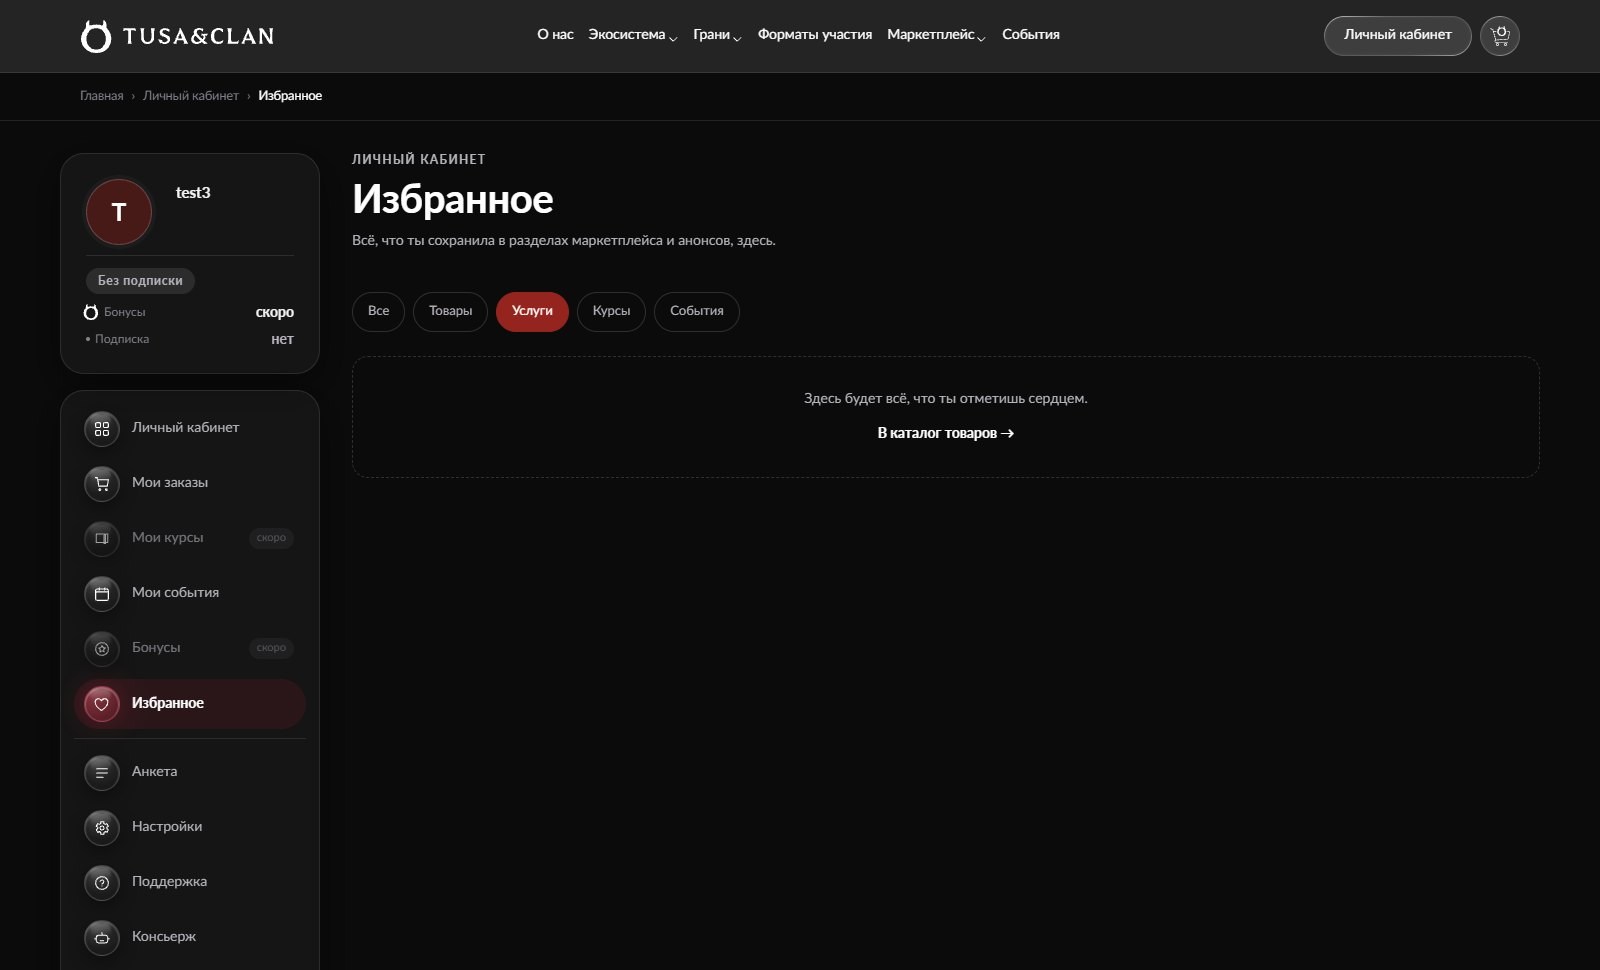 TUSA&CLAN
О нас Экосистема Грани Форматы участия Маркетплейс События
Личный кабинет
Главная › Личный кабинет › Избранное
T
test3
Без подписки
Бонусы скоро
• Подписка нет
Личный кабинет
Мои заказы
Мои курсы скоро
Мои события
Бонусы скоро
Избранное
Анкета
Настройки
Поддержка
Консьерж
ЛИЧНЫЙ КАБИНЕТ
Избранное
Всё, что ты сохранила в разделах маркетплейса и анонсов, здесь.
Все Товары Услуги Курсы События
Здесь будет всё, что ты отметишь сердцем.
В каталог товаров →